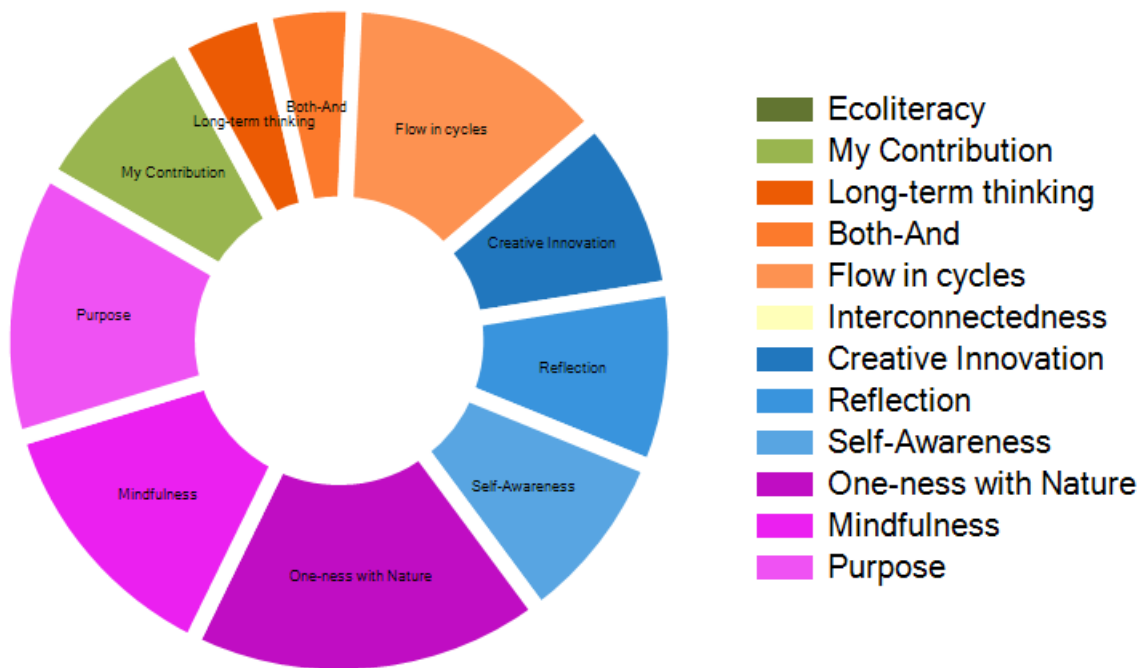 Both-And
Long-term thinking
Flow in cycles
My Contribution
Creative Innovation
Purpose
Reflection
Mindfulness
Self-Awareness
One-ness with Nature
Ecoliteracy
My Contribution
Long-term thinking
Both-And
Flow in cycles
Interconnectedness
Creative Innovation
Reflection
Self-Awareness
One-ness with Nature
Mindfulness
Purpose